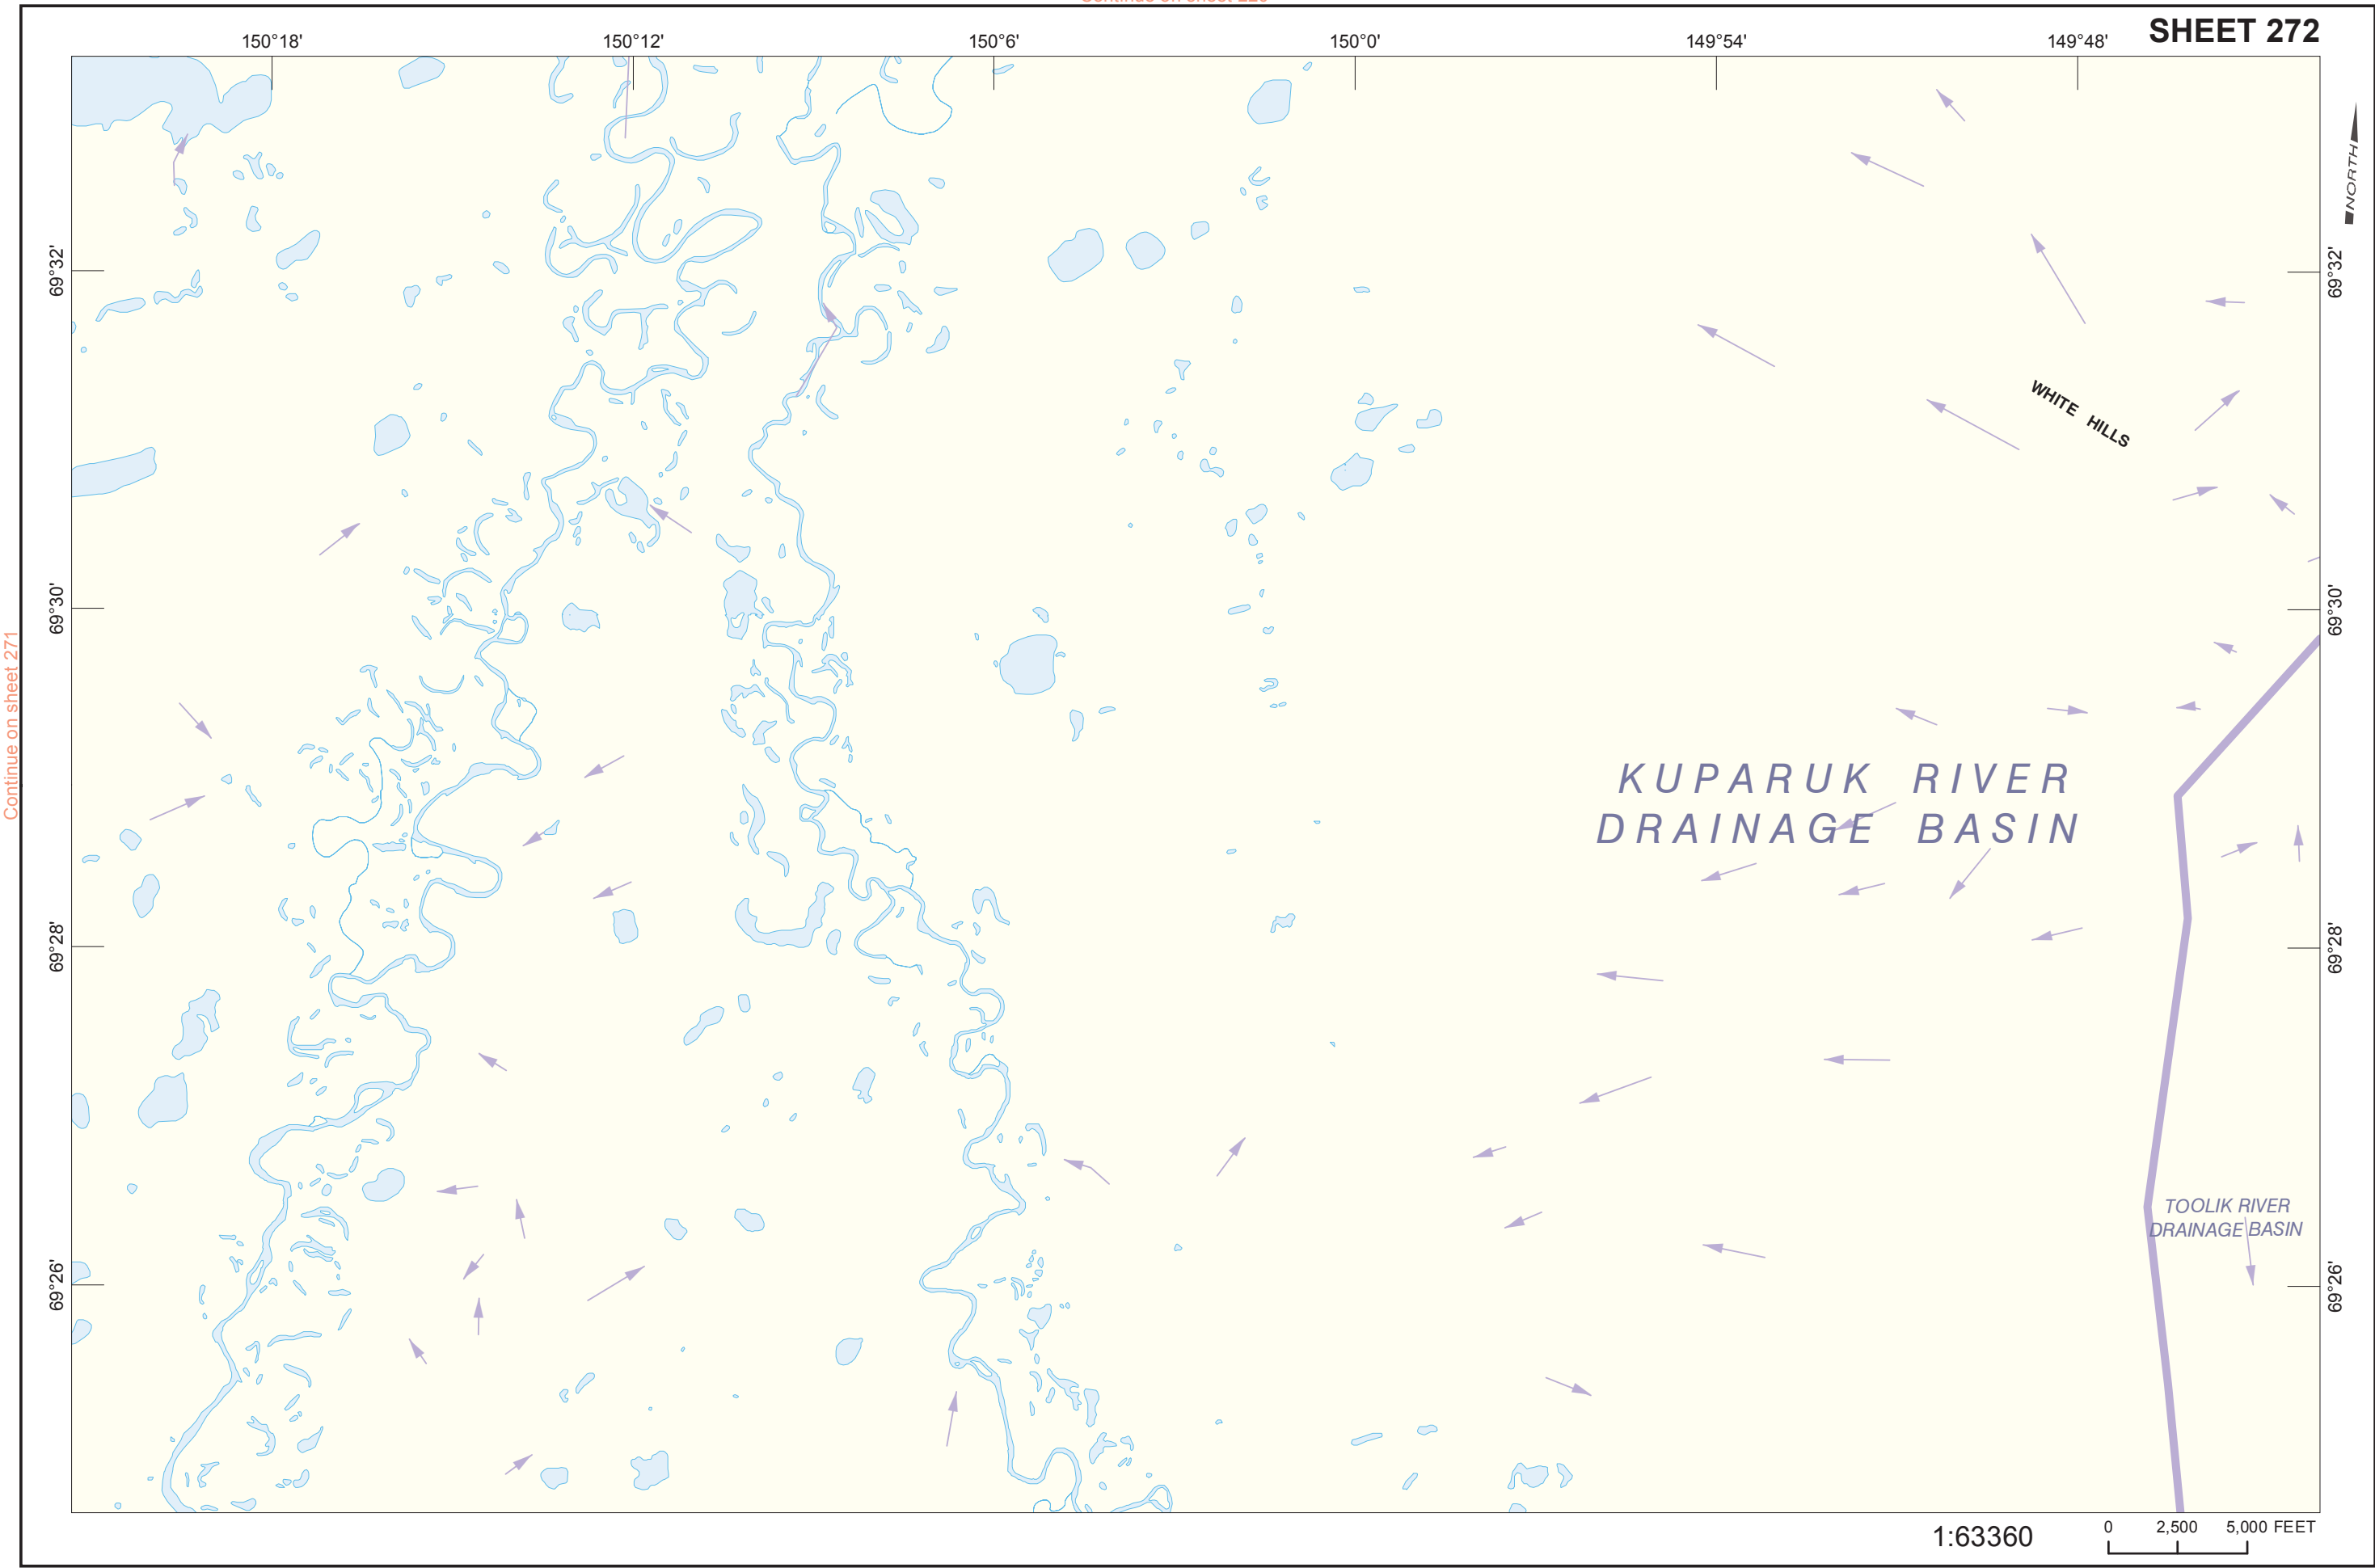 SHEET 272
150°18'
150°12'
150°6'
150°0'
149°54'
149°48'
NORTH
69°32'
69°32'
WHITE HILLS
69°30'
69°30'
Continue on sheet 271
KUPARUK RIVER
DRAINAGE BASIN
69°28'
69°28'
TOOLIK RIVER
DRAINAGE BASIN
69°26'
69°26'
1:63360
0 2,500 5,000 FEET